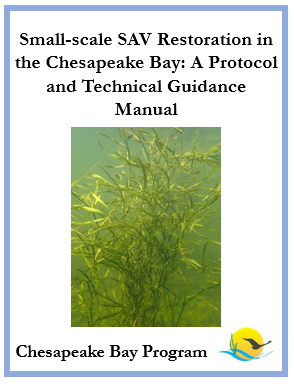 Small-scale SAV Restoration in
the Chesapeake Bay: A Protocol
and Technical Guidance
Manual
Chesapeake Bay Program